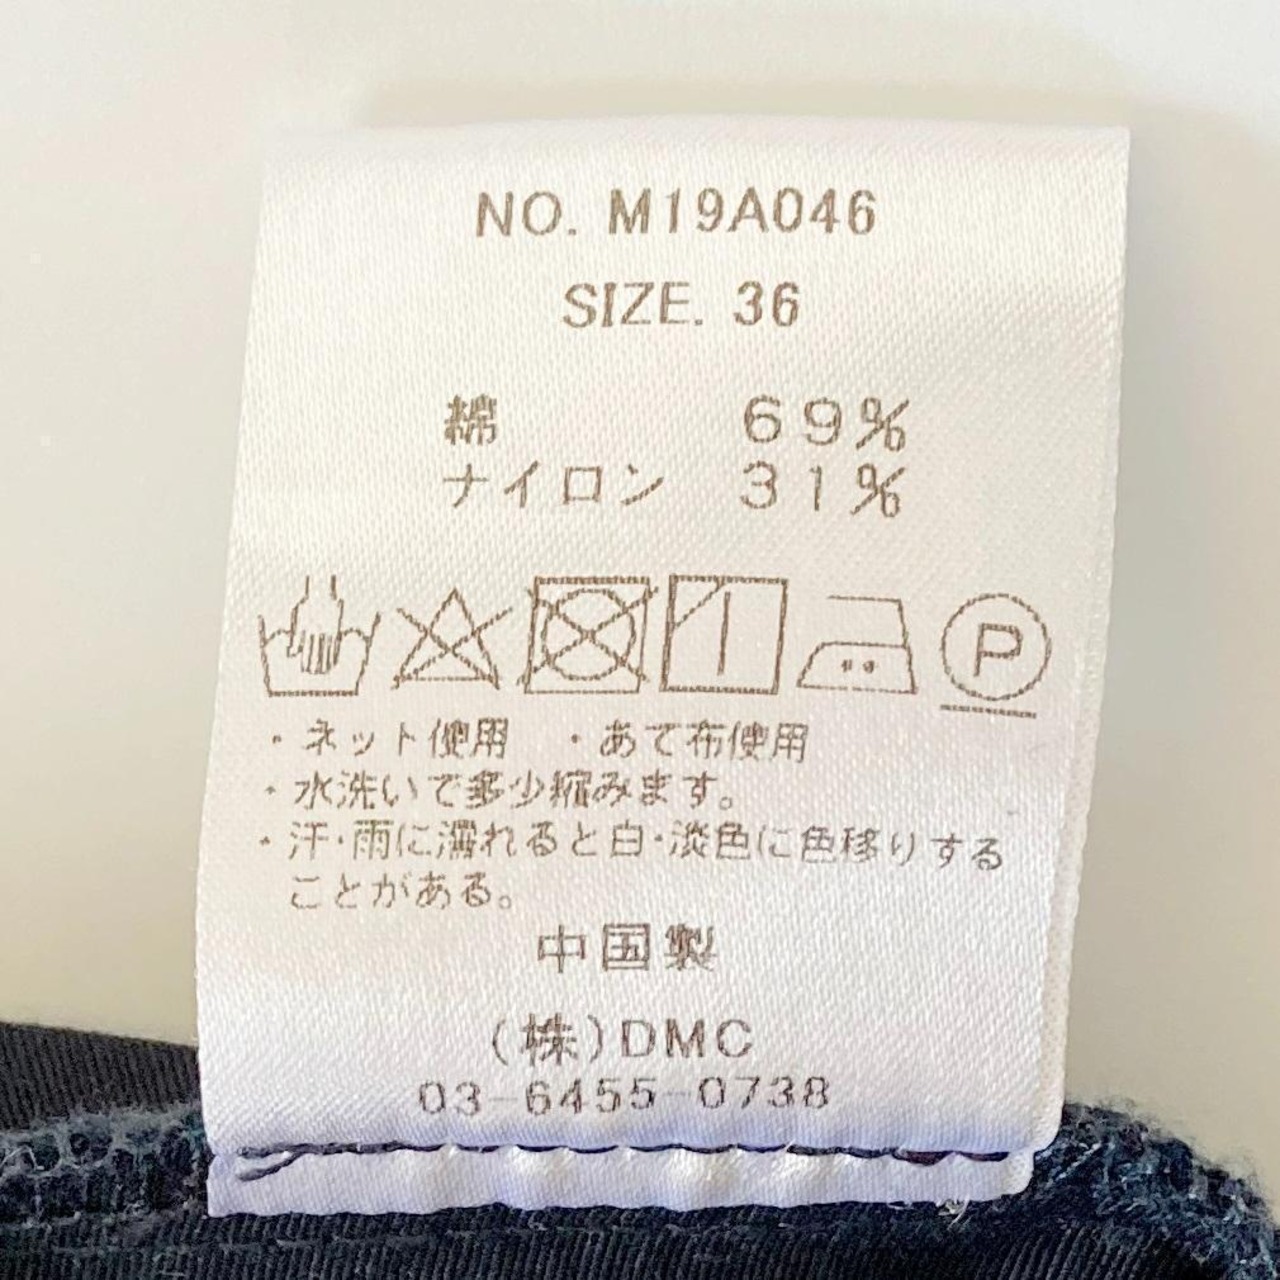 NO. M19A046
SIZE. 36
綿 69%
ナイロン 31%
P
・ネット使用 ・あて布使用
・水洗いで多少縮みます。
・汗・雨に濡れると白・淡色に色移りする
ことがある。
中国製
(株)DMC
03-6455-0738